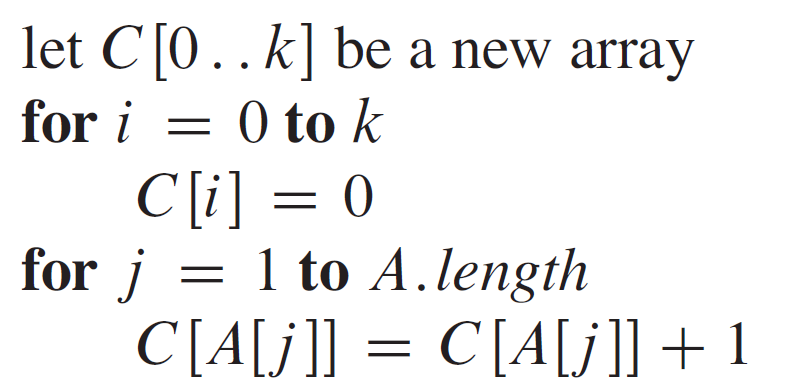 let C[0 . . k] be a new array
for i = 0 to k
C[i] = 0
for j = 1 to A.length
C[A[j]] = C[A[j]] + 1